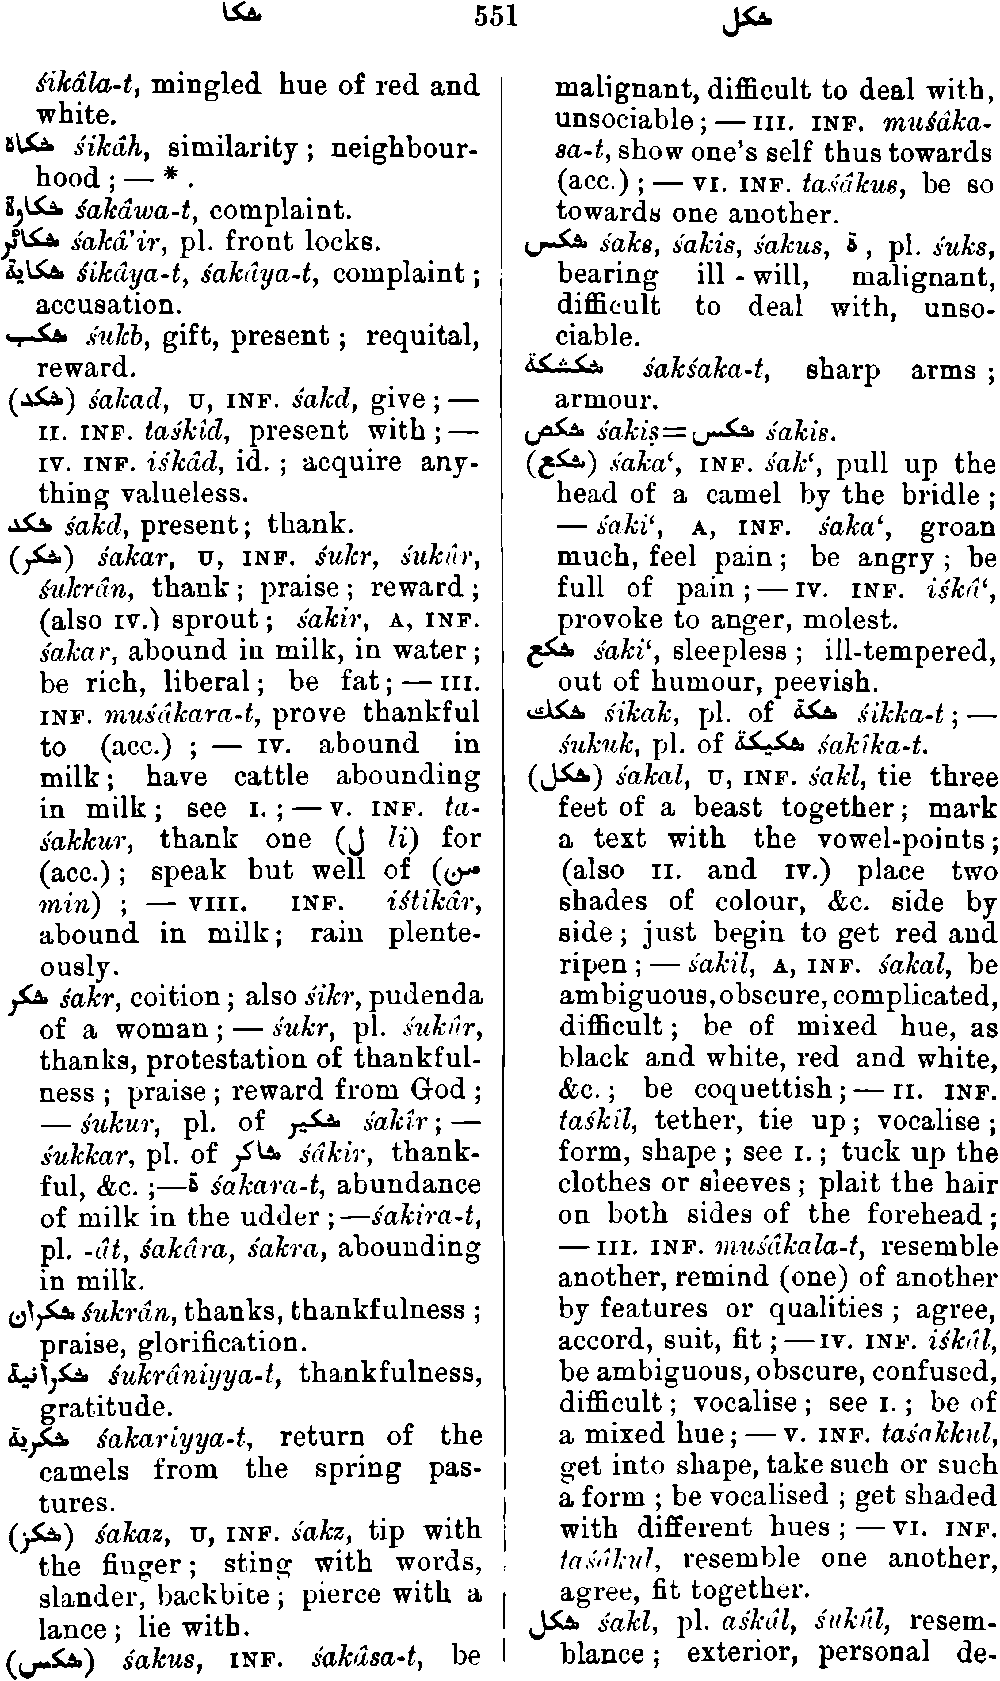 شكا 551 شكل
śikâla-t, mingled hue of red and
white.
شكاة śikâh, similarity ; neighbour-
hood ; — * .
شكاوة śakâwa-t, complaint.
شكائر śakâ'ir, pl. front locks.
شكاية śikâya-t, śakâya-t, complaint ;
accusation.
شكب śukb, gift, present ; requital,
reward.
(شكد) śakad, U, INF. śakd, give ; —
II. INF. taśkîd, present with ; —
IV. INF. iśkâd, id. ; acquire any-
thing valueless.
شكد śakd, present ; thank.
(شكر) śakar, U, INF. śukr, śukûr,
śukrân, thank ; praise ; reward ;
(also IV.) sprout ; śakir, A, INF.
śakar, abound in milk, in water ;
be rich, liberal ; be fat ; — III.
INF. muśâkara-t, prove thankful
to (acc.) ; — IV. abound in
milk ; have cattle abounding
in milk ; see I. ; — V. INF. ta-
śakkur, thank one (ل li) for
(acc.) ; speak but well of (من
min) ; — VIII. INF. iśtikâr,
abound in milk ; rain plente-
ously.
شكر śakr, coition ; also śikr, pudenda
of a woman ; — śukr, pl. śukûr,
thanks, protestation of thankful-
ness ; praise ; reward from God ;
— śukur, pl. of شكير śakîr ; —
śukkar, pl. of شاكر śâkir, thank-
ful, &c. ;—ة śakara-t, abundance
of milk in the udder ;—śakira-t,
pl. -ât, śakâra, śakra, abounding
in milk.
شكران śukrân, thanks, thankfulness ;
praise, glorification.
شكرانية śukrâniyya-t, thankfulness,
gratitude.
شكرية śakariyya-t, return of the
camels from the spring pas-
tures.
(شكز) śakaz, U, INF. śakz, tip with
the finger ; sting with words,
slander, backbite ; pierce with a
lance ; lie with.
(شكس) śakus, INF. śakâsa-t, be
malignant, difficult to deal with,
unsociable ; — III. INF. muśâka-
sa-t, show one's self thus towards
(acc.) ; — VI. INF. taśâkus, be so
towards one another.
شكس śaks, śakis, śakus, ة , pl. śuks,
bearing ill-will, malignant,
difficult to deal with, unso-
ciable.
شكشكة śakśaka-t, sharp arms ;
armour.
شكص śakiṣ=شكس śakis.
(شكع) śaka‘, INF. śak‘, pull up the
head of a camel by the bridle ;
— śaki‘, A, INF. śaka‘, groan
much, feel pain ; be angry ; be
full of pain ; — IV. INF. iśkâ‘,
provoke to anger, molest.
شكع śaki‘, sleepless ; ill-tempered,
out of humour, peevish.
شكك śikak, pl. of شكة śikka-t ; —
śukuk, pl. of شكيكة śakîka-t.
(شكل) śakal, U, INF. śakl, tie three
feet of a beast together ; mark
a text with the vowel-points ;
(also II. and IV.) place two
shades of colour, &c. side by
side ; just begin to get red and
ripen ; — śakil, A, INF. śakal, be
ambiguous, obscure, complicated,
difficult ; be of mixed hue, as
black and white, red and white,
&c. ; be coquettish ; — II. INF.
taśkîl, tether, tie up ; vocalise ;
form, shape ; see I. ; tuck up the
clothes or sleeves ; plait the hair
on both sides of the forehead ;
— III. INF. muśâkala-t, resemble
another, remind (one) of another
by features or qualities ; agree,
accord, suit, fit ; — IV. INF. iśkâl,
be ambiguous, obscure, confused,
difficult ; vocalise ; see I. ; be of
a mixed hue ; — V. INF. taśakkul,
get into shape, take such or such
a form ; be vocalised ; get shaded
with different hues ; — VI. INF.
taśâkul, resemble one another,
agree, fit together.
شكل śakl, pl. aśkâl, śukûl, resem-
blance ; exterior, personal de-